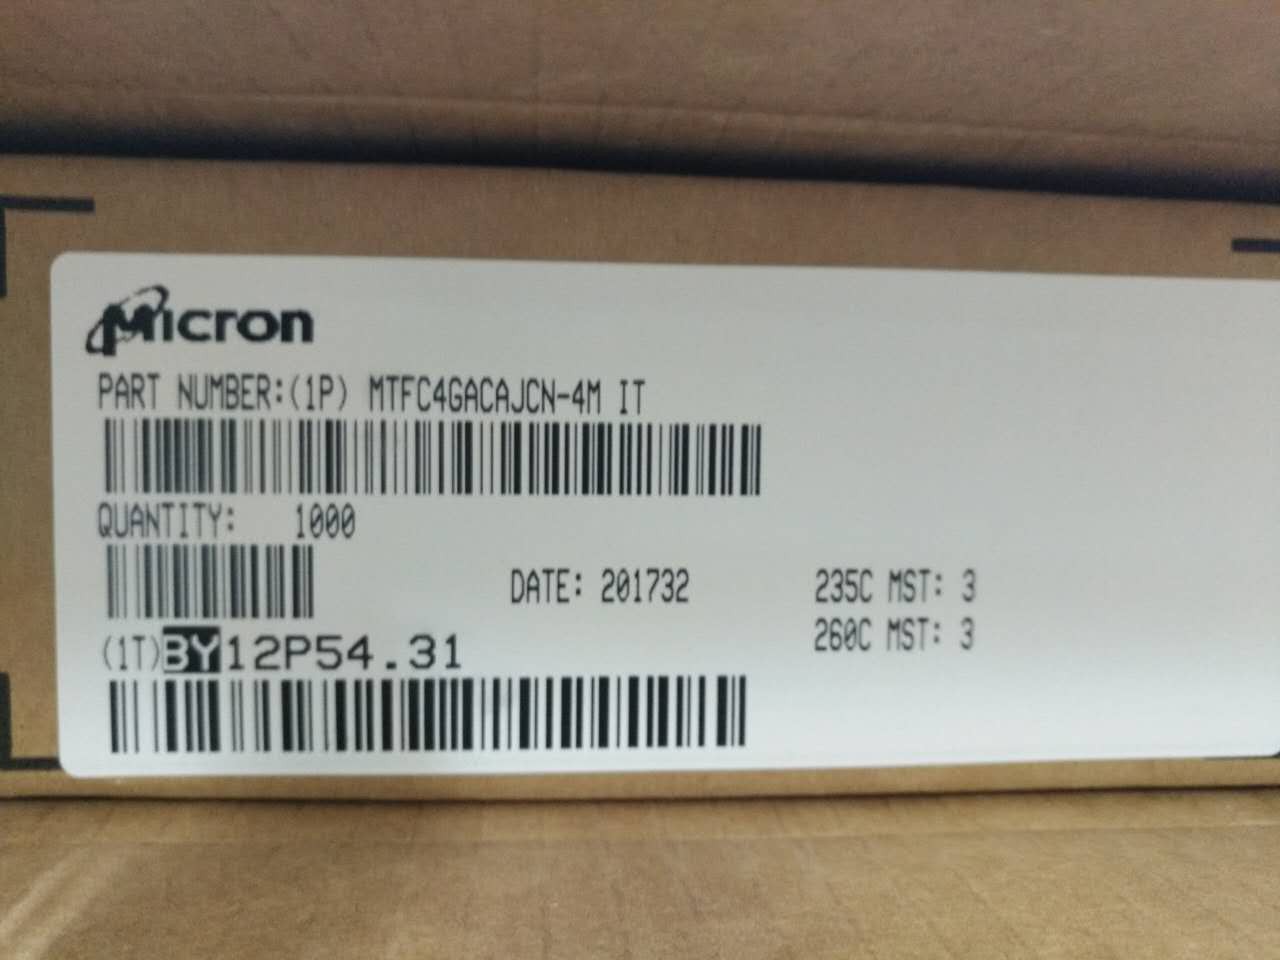 Micron
PART NUMBER:(1P) MTFC4GACAJCN-4M IT
QUANTITY: 1000
DATE: 201732
235C MST: 3
260C MST: 3
(1T)BY12P54.31